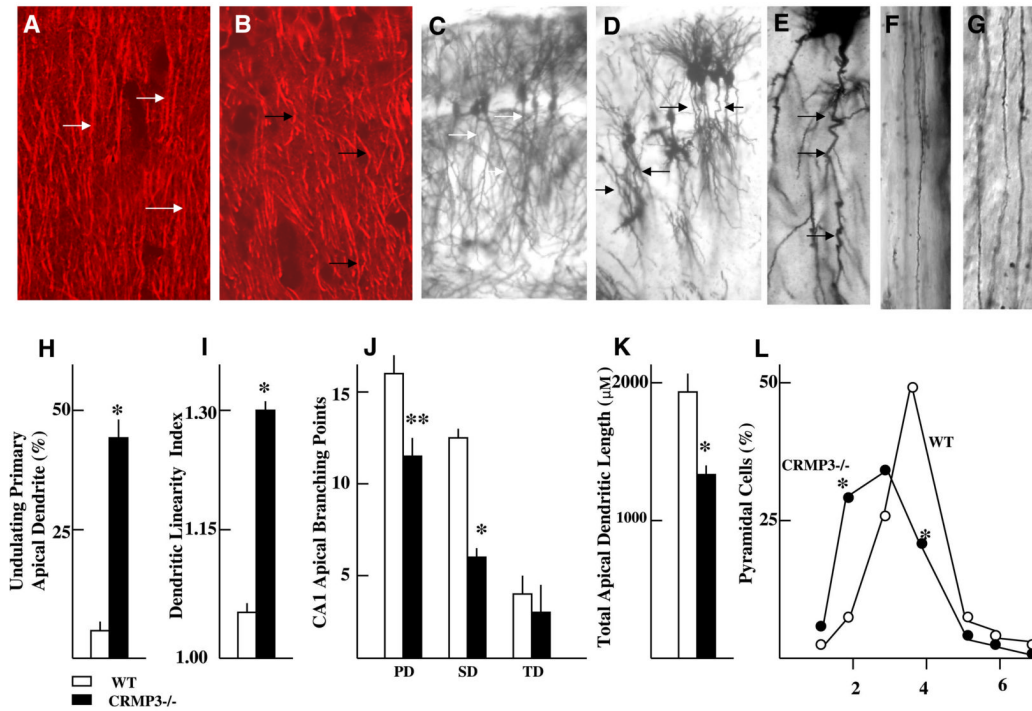 A
B
C
D
E
F
G
H
Undulating Primary
Apical Dendrite (%)
50
25
*
I
Dendritic Linearity Index
1.30
1.15
1.00
*
J
CA1 Apical Branching Points
15
10
5
**
*
PD
SD
TD
K
Total Apical Dendritic Length (µM)
2000
1000
*
L
Pyramidal Cells (%)
50
25
WT
CRMP3-/-
*
*
2
4
6
WT
CRMP3-/-